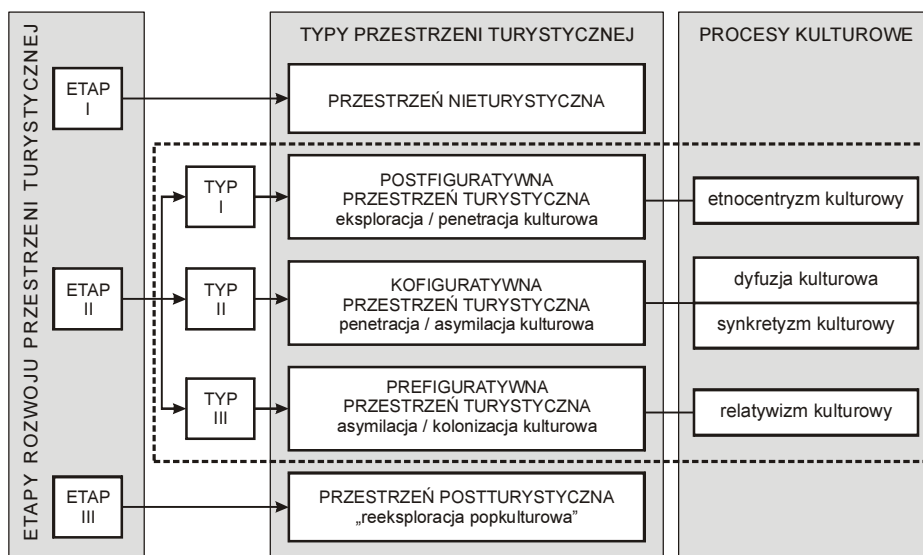 ETAPY ROZWOJU PRZESTRZENI TURYSTYCZNEJ
TYPY PRZESTRZENI TURYSTYCZNEJ
PROCESY KULTUROWE
ETAP
I
PRZESTRZEŃ NIETURYSTYCZNA
TYP
I
POSTFIGURATYWNA
PRZESTRZEŃ TURYSTYCZNA
eksploracja / penetracja kulturowa
etnocentryzm kulturowy
ETAP
II
TYP
II
KOFIGURATYWNA
PRZESTRZEŃ TURYSTYCZNA
penetracja / asymilacja kulturowa
dyfuzja kulturowa
synkretyzm kulturowy
TYP
III
PREFIGURATYWNA
PRZESTRZEŃ TURYSTYCZNA
asymilacja / kolonizacja kulturowa
relatywizm kulturowy
ETAP
III
PRZESTRZEŃ POSTTURYSTYCZNA
„reeksploracja popkulturowa”